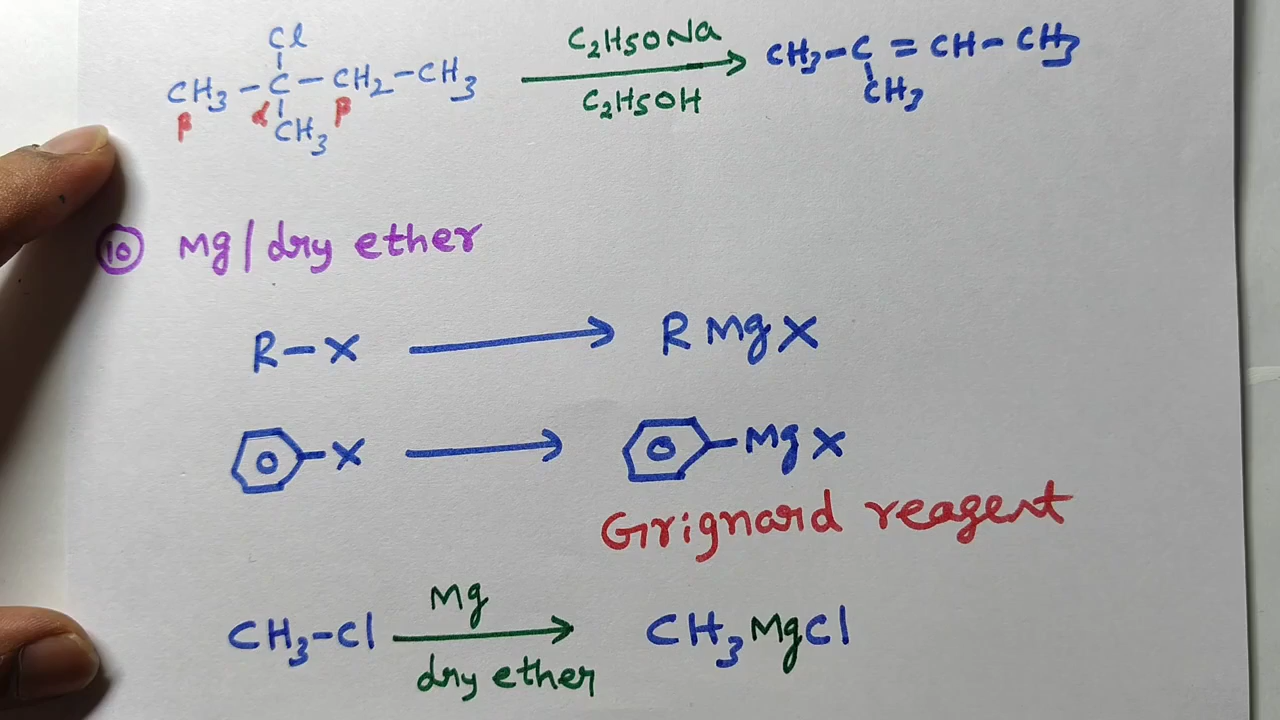 Cl
CH3-C-CH2-CH3 C2H5ONa CH3-C=CH-CH3
β α β C2H5OH CH3
CH3
10 Mg/dry ether
R-X → RMgX
-X → -MgX
Grignard reagent
CH3-Cl Mg → CH3MgCl
dry ether